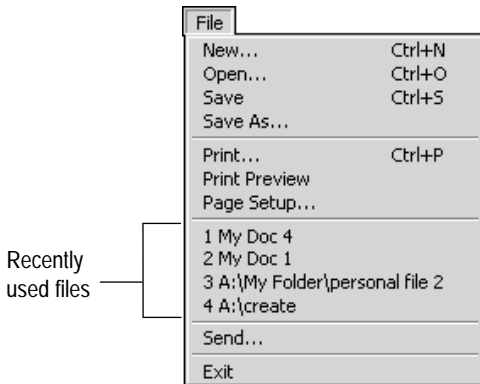 File
New... Ctrl+N
Open... Ctrl+O
Save Ctrl+S
Save As...
Print... Ctrl+P
Print Preview
Page Setup...
Recently
used files
1 My Doc 4
2 My Doc 1
3 A:\My Folder\personal file 2
4 A:\create
Send...
Exit